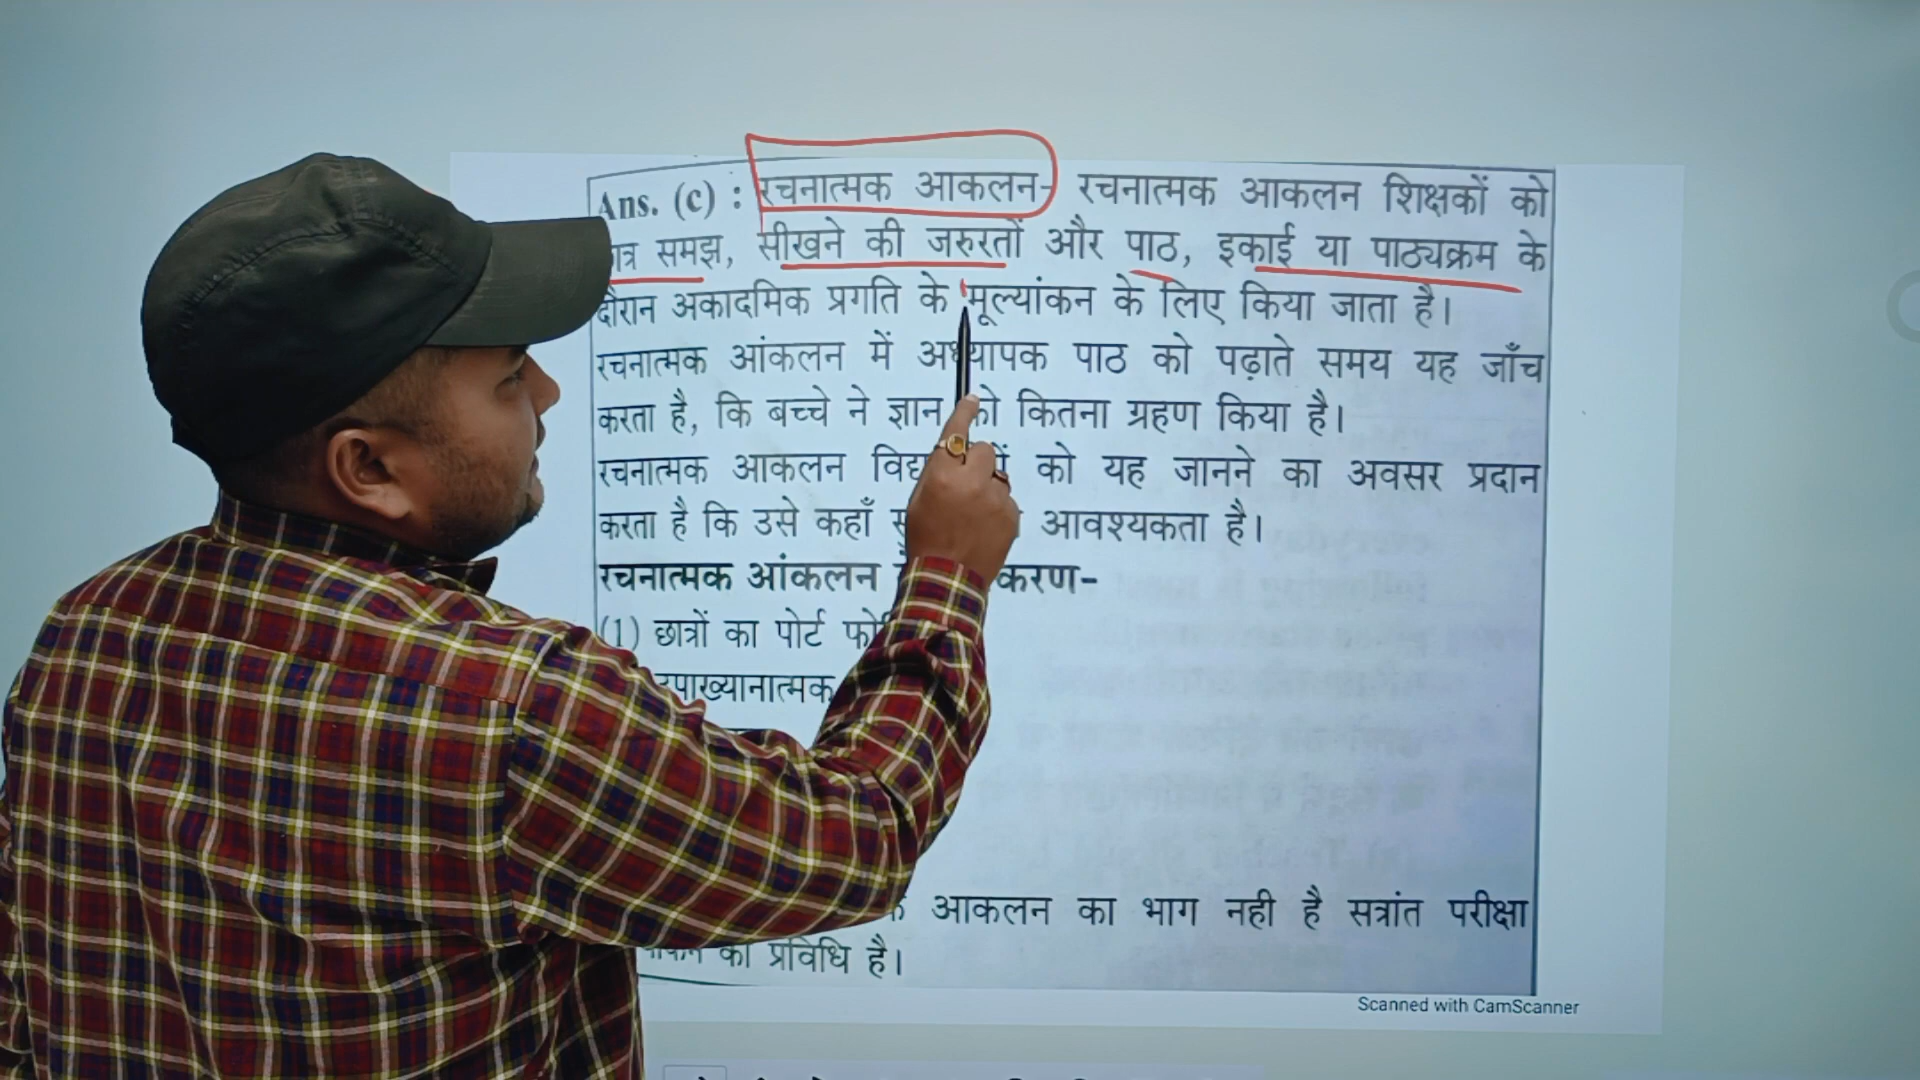 Ans. (c) : रचनात्मक आकलन- रचनात्मक आकलन शिक्षकों को
समझ, सीखने की जरुरतों और पाठ, इकाई या पाठ्यक्रम के
दौरान अकादमिक प्रगति के मूल्यांकन के लिए किया जाता है।
रचनात्मक आंकलन में अध्यापक पाठ को पढ़ाते समय यह जाँच
करता है, कि बच्चे ने ज्ञान को कितना ग्रहण किया है।
रचनात्मक आकलन को यह जानने का अवसर प्रदान
करता है कि उसे कहाँ आवश्यकता है।
रचनात्मक आंकलन
(1) छात्रों का पोर्ट
उपाख्यानात्मक
आकलन का भाग नही है सत्रांत परीक्षा
की प्रविधि है।
Scanned with CamScanner